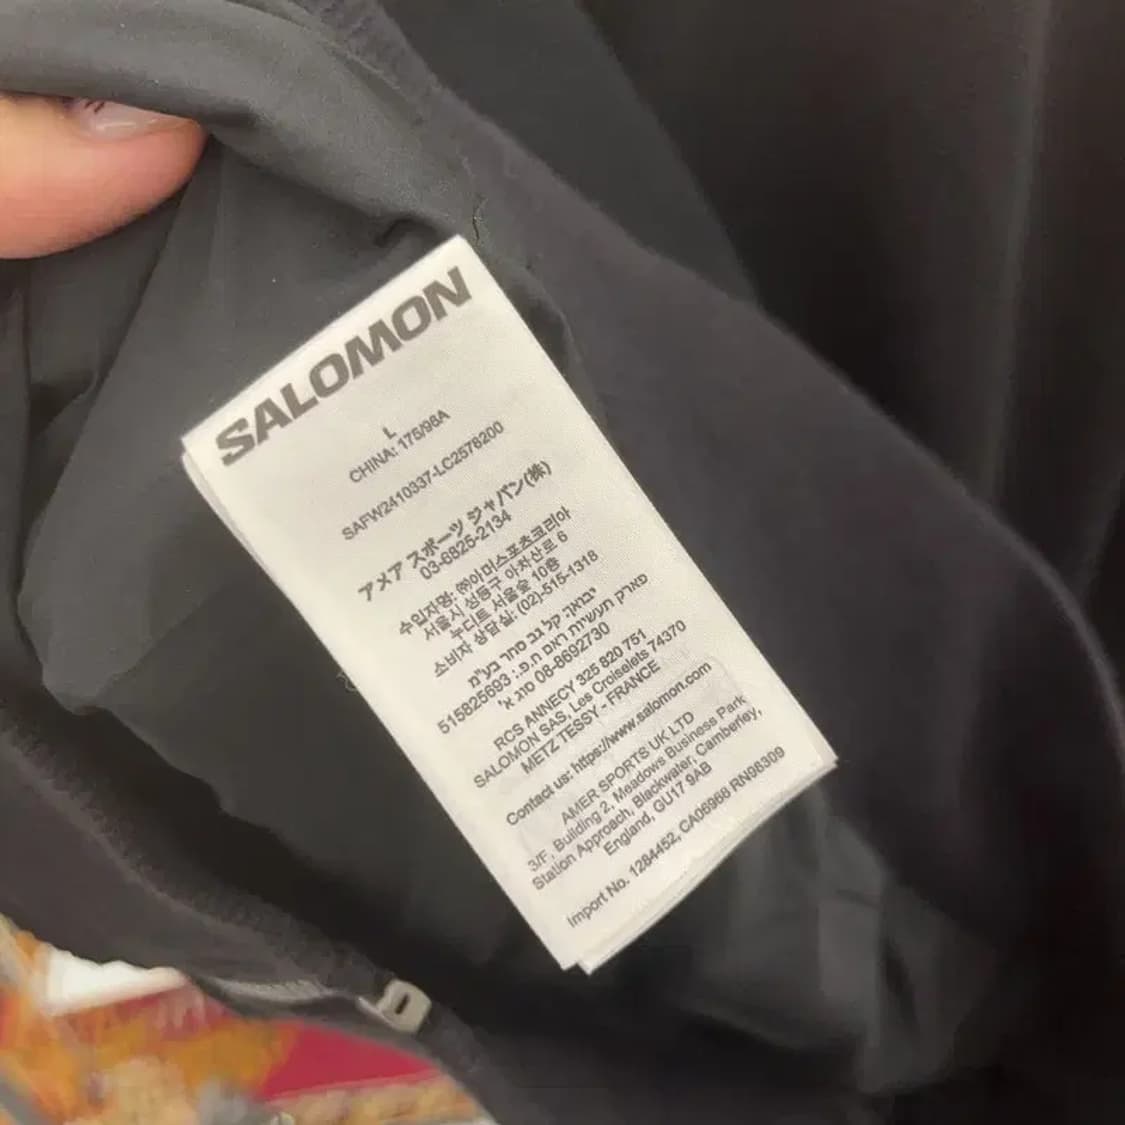 SALOMON
L
CHINA: 175/98A
SAFW2410337-LC2578200
アメア スポーツ ジャパン(株)
03-6825-2134
수입자명: ㈜아머스포츠코리아
서울시 성동구 아차산로 6
누디트 서울숲 10층
소비자 상담실: (02)-515-1318
יבואן: קל גב סחר בע"מ
פארק תעשיות ראם ח.פ.: 515825693
08-8692730 סוג א'
RCS ANNECY 325 820 751
SALOMON SAS, Les Croiselets 74370
METZ TESSY - FRANCE
Contact us: https://www.salomon.com
AMER SPORTS UK LTD
3/F, Building 2, Meadows Business Park
Station Approach, Blackwater, Camberley,
England, GU17 9AB
Import No. 1284452, CA06968 RN98309